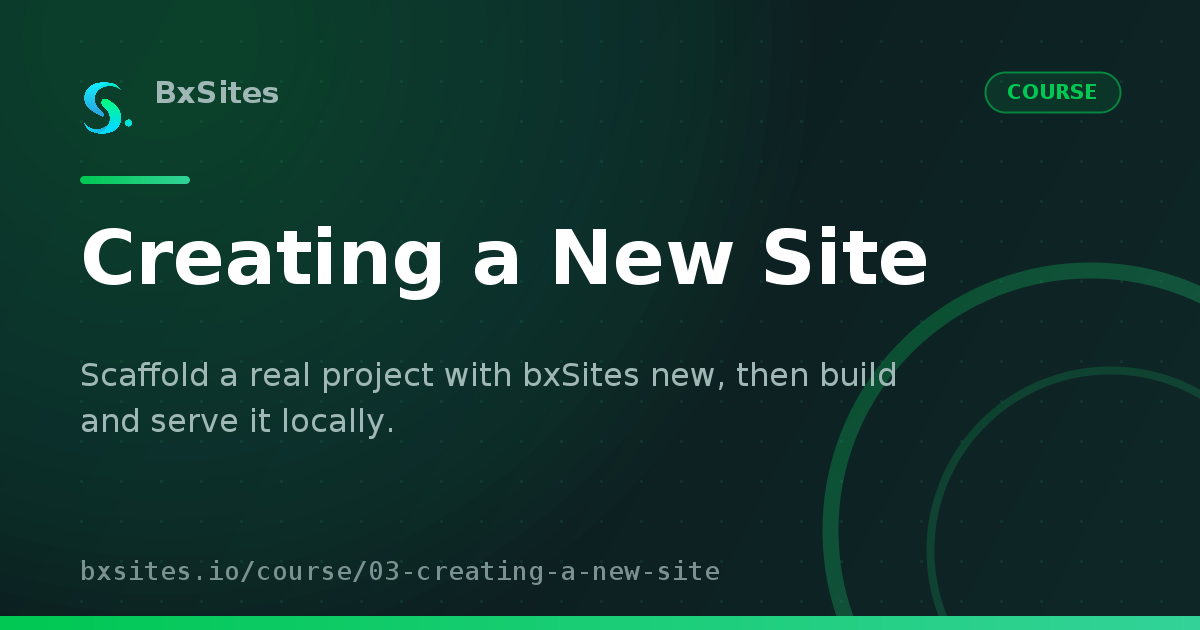 BxSites
COURSE
Creating a New Site
Scaffold a real project with bxSites new, then build
and serve it locally.
bxsites.io/course/03-creating-a-new-site